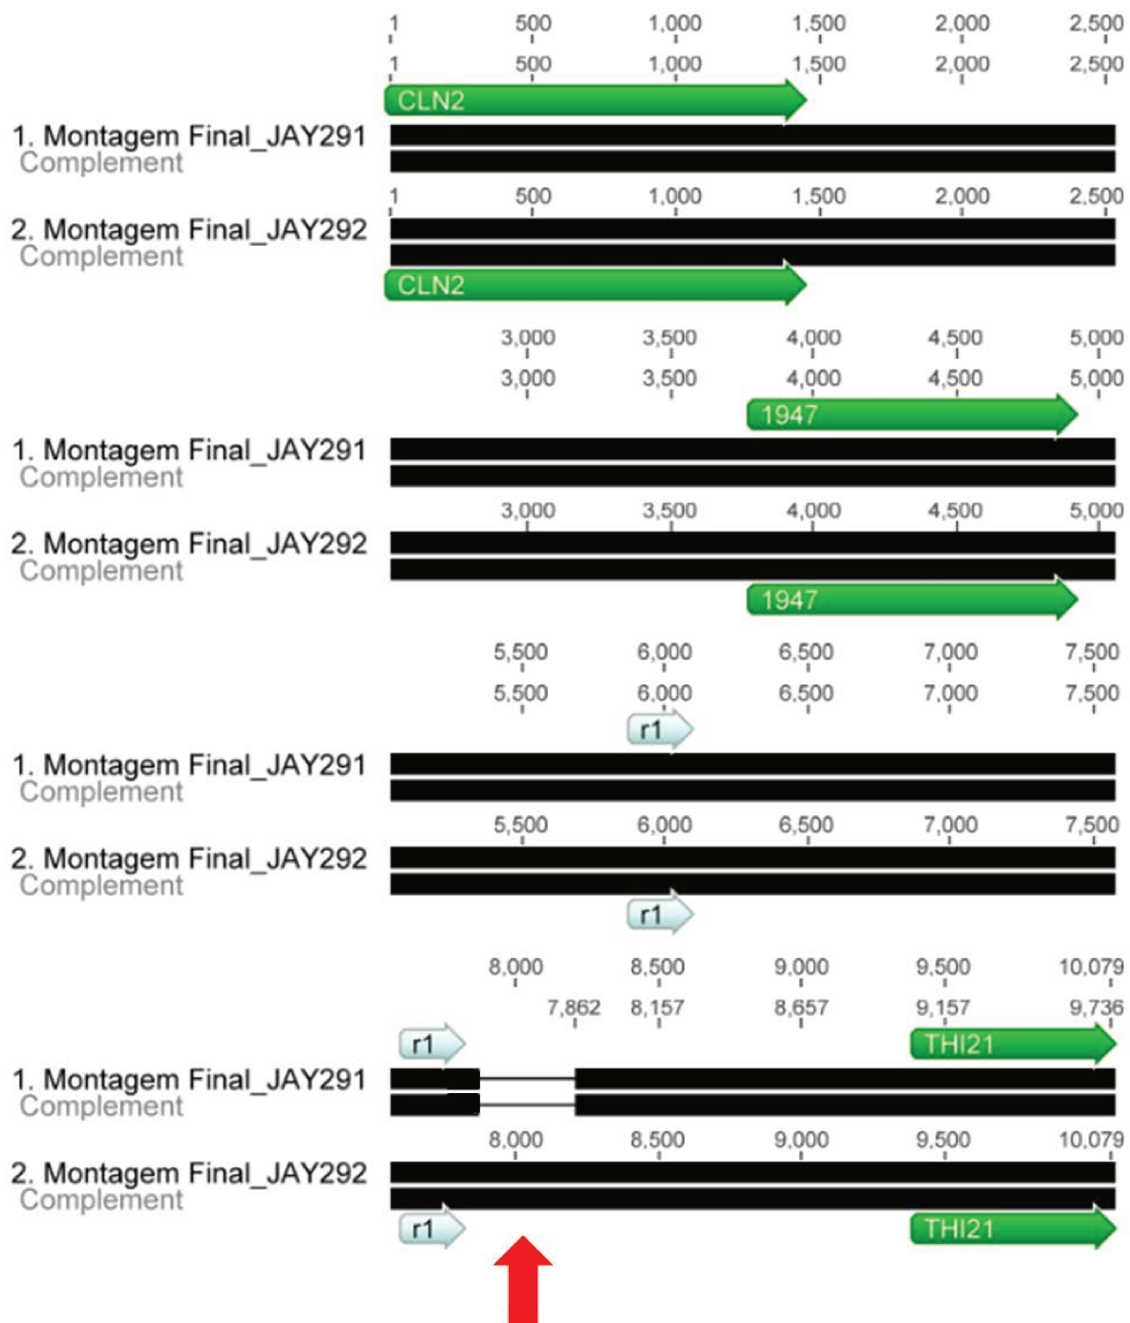 1 500 1,000 1,500 2,000 2,500
1 500 1,000 1,500 2,000 2,500
CLN2
1. Montagem Final_JAY291
Complement
1 500 1,000 1,500 2,000 2,500
2. Montagem Final_JAY292
Complement
CLN2
3,000 3,500 4,000 4,500 5,000
3,000 3,500 4,000 4,500 5,000
1947
1. Montagem Final_JAY291
Complement
3,000 3,500 4,000 4,500 5,000
2. Montagem Final_JAY292
Complement
1947
5,500 6,000 6,500 7,000 7,500
5,500 6,000 6,500 7,000 7,500
r1
1. Montagem Final_JAY291
Complement
5,500 6,000 6,500 7,000 7,500
2. Montagem Final_JAY292
Complement
r1
8,000 8,500 9,000 9,500 10,079
7,862 8,157 8,657 9,157 9,736
r1 THI21
1. Montagem Final_JAY291
Complement
8,000 8,500 9,000 9,500 10,079
2. Montagem Final_JAY292
Complement
r1 THI21